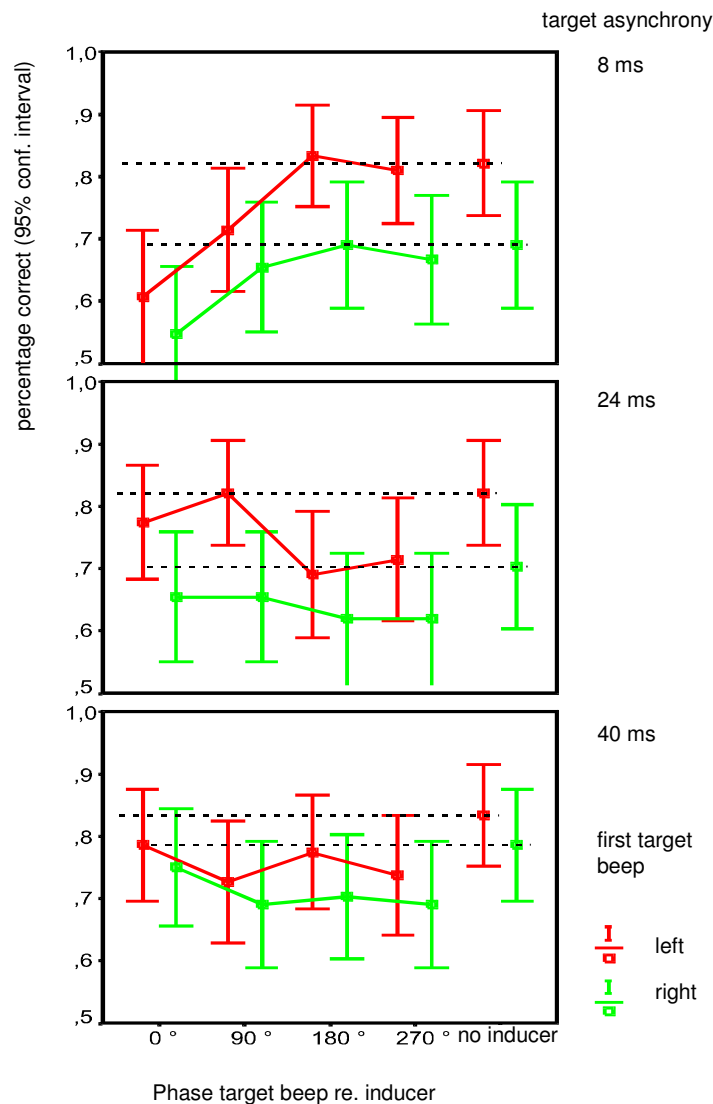 target asynchrony
percentage correct (95% conf. interval)
8 ms
1,0
,9
,8
,7
,6
,5
24 ms
1,0
,9
,8
,7
,6
,5
40 ms
1,0
,9
,8
,7
,6
,5
first target
beep
left
right
0 ° 90 ° 180 ° 270 ° no inducer
Phase target beep re. inducer